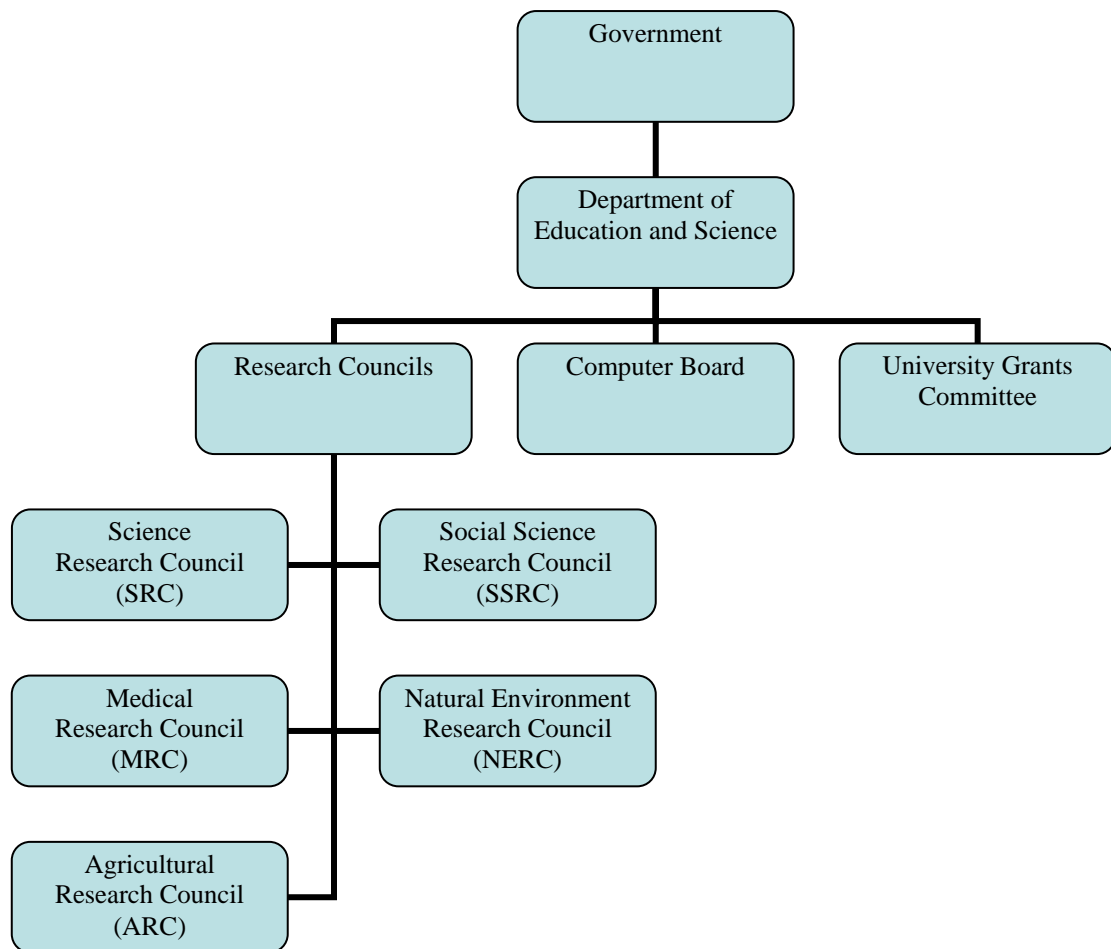 Government
Department of
Education and Science
Research Councils
Computer Board
University Grants
Committee
Science
Research Council
(SRC)
Social Science
Research Council
(SSRC)
Medical
Research Council
(MRC)
Natural Environment
Research Council
(NERC)
Agricultural
Research Council
(ARC)